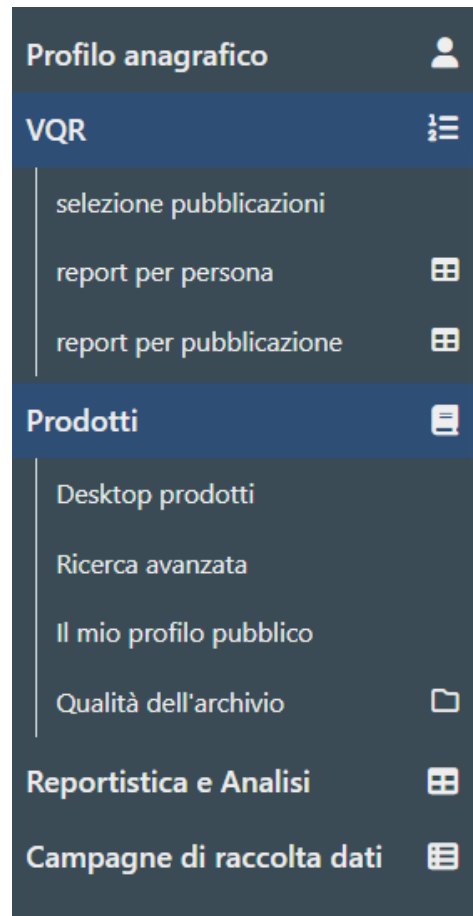 Profilo anagrafico
VQR
selezione pubblicazioni
report per persona
report per pubblicazione
Prodotti
Desktop prodotti
Ricerca avanzata
Il mio profilo pubblico
Qualità dell'archivio
Reportistica e Analisi
Campagne di raccolta dati